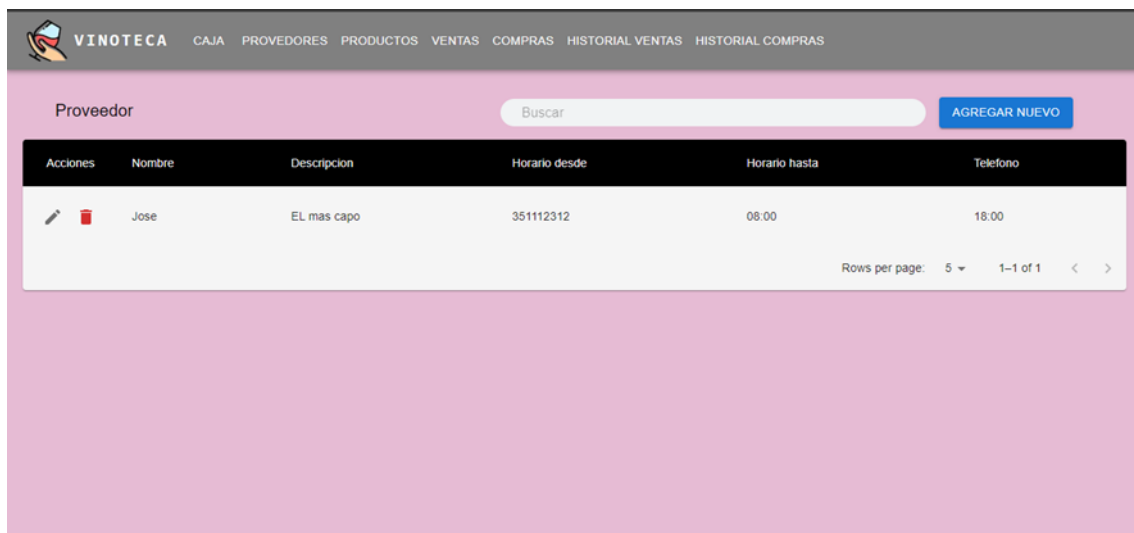 VINOTECA CAJA PROVEDORES PRODUCTOS VENTAS COMPRAS HISTORIAL VENTAS HISTORIAL COMPRAS
Proveedor Buscar AGREGAR NUEVO
Acciones Nombre Descripcion Horario desde Horario hasta Telefono
Jose EL mas capo 351112312 08:00 18:00
Rows per page: 5 1–1 of 1